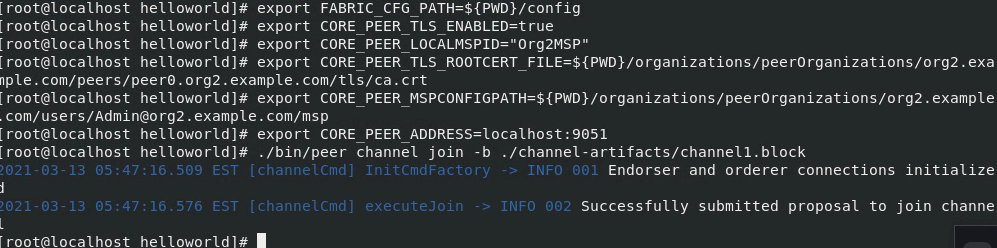 [root@localhost helloworld]# export FABRIC_CFG_PATH=${PWD}/config
[root@localhost helloworld]# export CORE_PEER_TLS_ENABLED=true
[root@localhost helloworld]# export CORE_PEER_LOCALMSPID="Org2MSP"
[root@localhost helloworld]# export CORE_PEER_TLS_ROOTCERT_FILE=${PWD}/organizations/peerOrganizations/org2.exa
mple.com/peers/peer0.org2.example.com/tls/ca.crt
[root@localhost helloworld]# export CORE_PEER_MSPCONFIGPATH=${PWD}/organizations/peerOrganizations/org2.example
.com/users/Admin@org2.example.com/msp
[root@localhost helloworld]# export CORE_PEER_ADDRESS=localhost:9051
[root@localhost helloworld]# ./bin/peer channel join -b ./channel-artifacts/channel1.block
2021-03-13 05:47:16.509 EST [channelCmd] InitCmdFactory -> INFO 001 Endorser and orderer connections initialize
d
2021-03-13 05:47:16.576 EST [channelCmd] executeJoin -> INFO 002 Successfully submitted proposal to join channe
l
[root@localhost helloworld]#